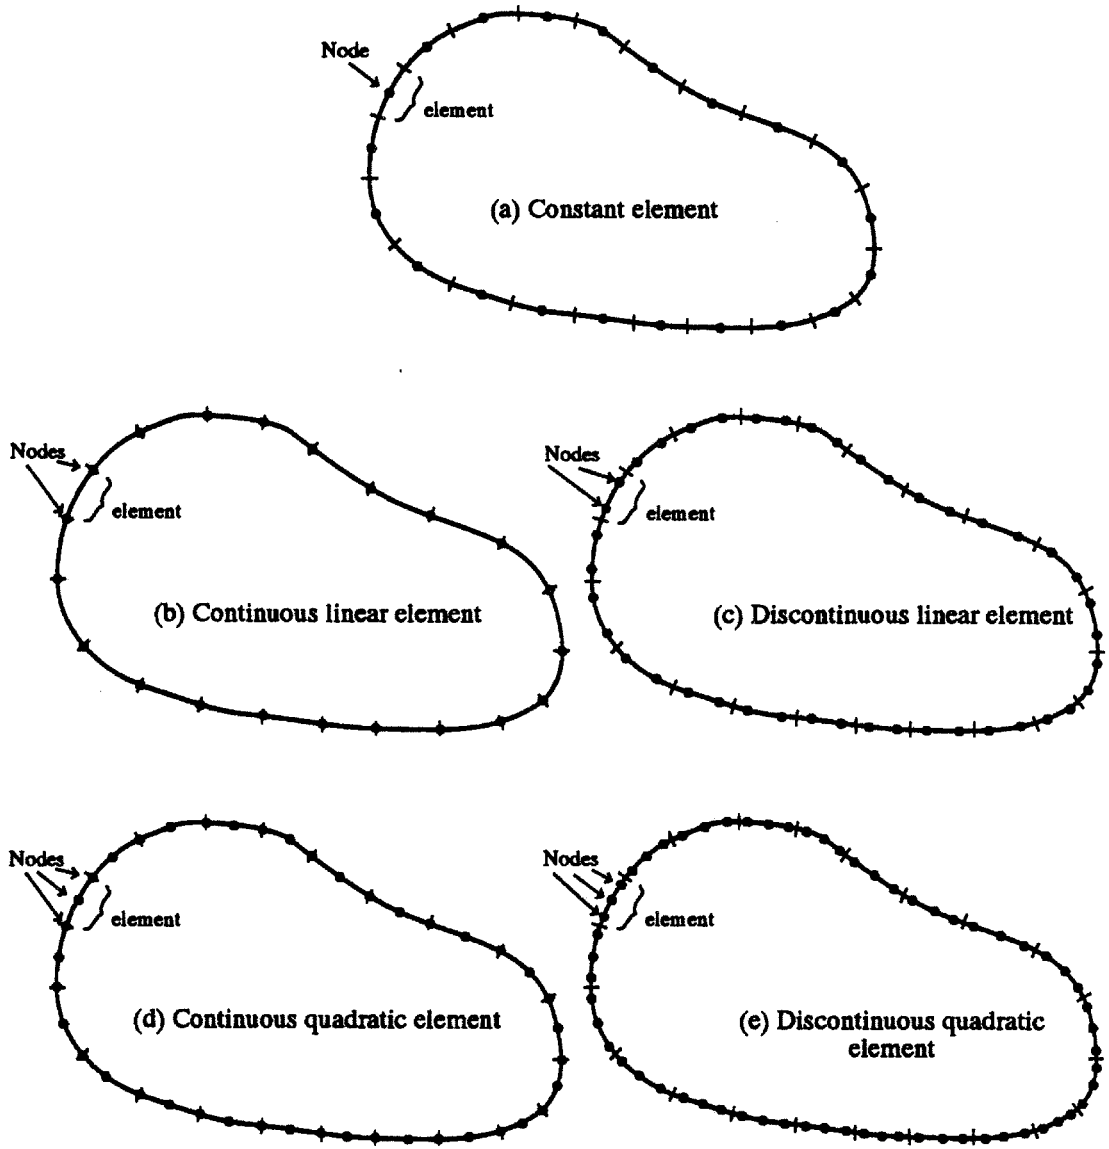 Node
element
(a) Constant element
Nodes
element
(b) Continuous linear element
Nodes
element
(c) Discontinuous linear element
Nodes
element
(d) Continuous quadratic element
Nodes
element
(e) Discontinuous quadratic
element